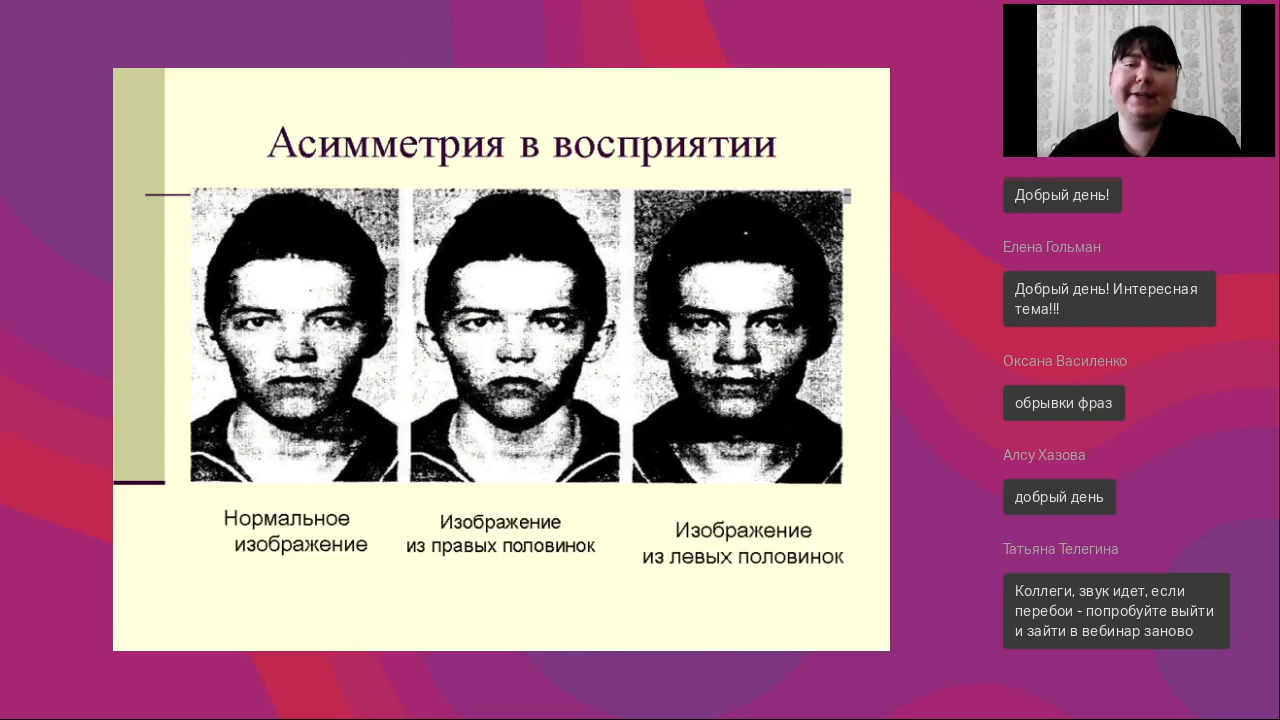 Асимметрия в восприятии
Нормальное
изображение
Изображение
из правых половинок
Изображение
из левых половинок
Добрый день!
Елена Гольман
Добрый день! Интересная
тема!!!
Оксана Василенко
обрывки фраз
Алсу Хазова
добрый день
Татьяна Телегина
Коллеги, звук идет, если
перебои - попробуйте выйти
и зайти в вебинар заново